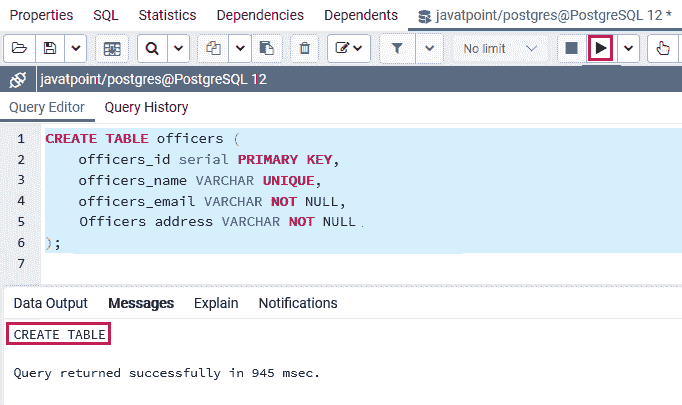 Properties SQL Statistics Dependencies Dependents javatpoint/postgres@PostgreSQL 12 *
No limit
javatpoint/postgres@PostgreSQL 12
Query Editor Query History
1 CREATE TABLE officers (
2 officers_id serial PRIMARY KEY,
3 officers_name VARCHAR UNIQUE,
4 officers_email VARCHAR NOT NULL,
5 Officers address VARCHAR NOT NULL
6 );
7
Data Output Messages Explain Notifications
CREATE TABLE
Query returned successfully in 945 msec.